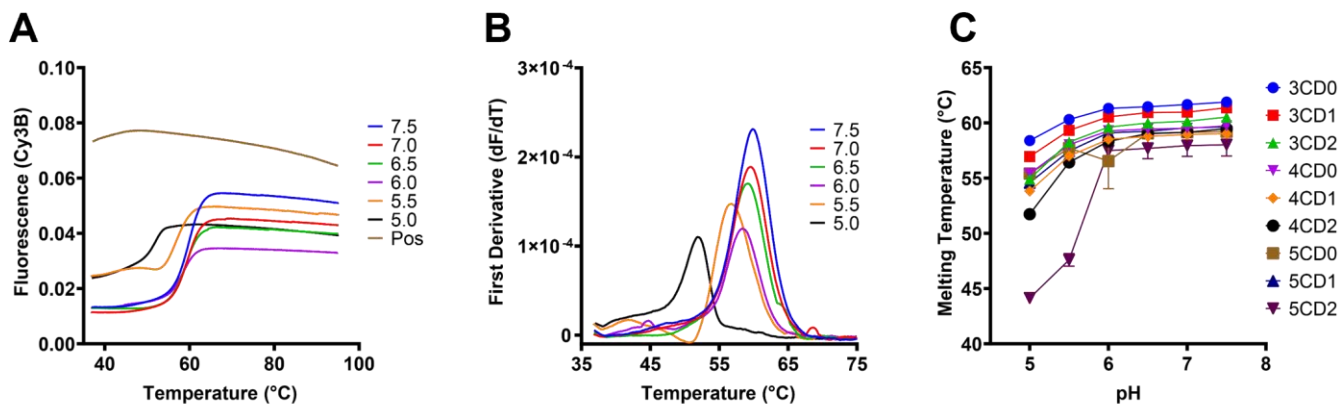 A
Fluorescence (Cy3B)
0.10
0.08
0.06
0.04
0.02
0.00
40
60
80
100
Temperature (°C)
7.5
7.0
6.5
6.0
5.5
5.0
Pos
B
First Derivative (dF/dT)
3×10⁻⁴
2×10⁻⁴
1×10⁻⁴
0
35
45
55
65
75
Temperature (°C)
7.5
7.0
6.5
6.0
5.5
5.0
C
Melting Temperature (°C)
65
60
55
50
45
40
5
6
7
8
pH
3CD0
3CD1
3CD2
4CD0
4CD1
4CD2
5CD0
5CD1
5CD2